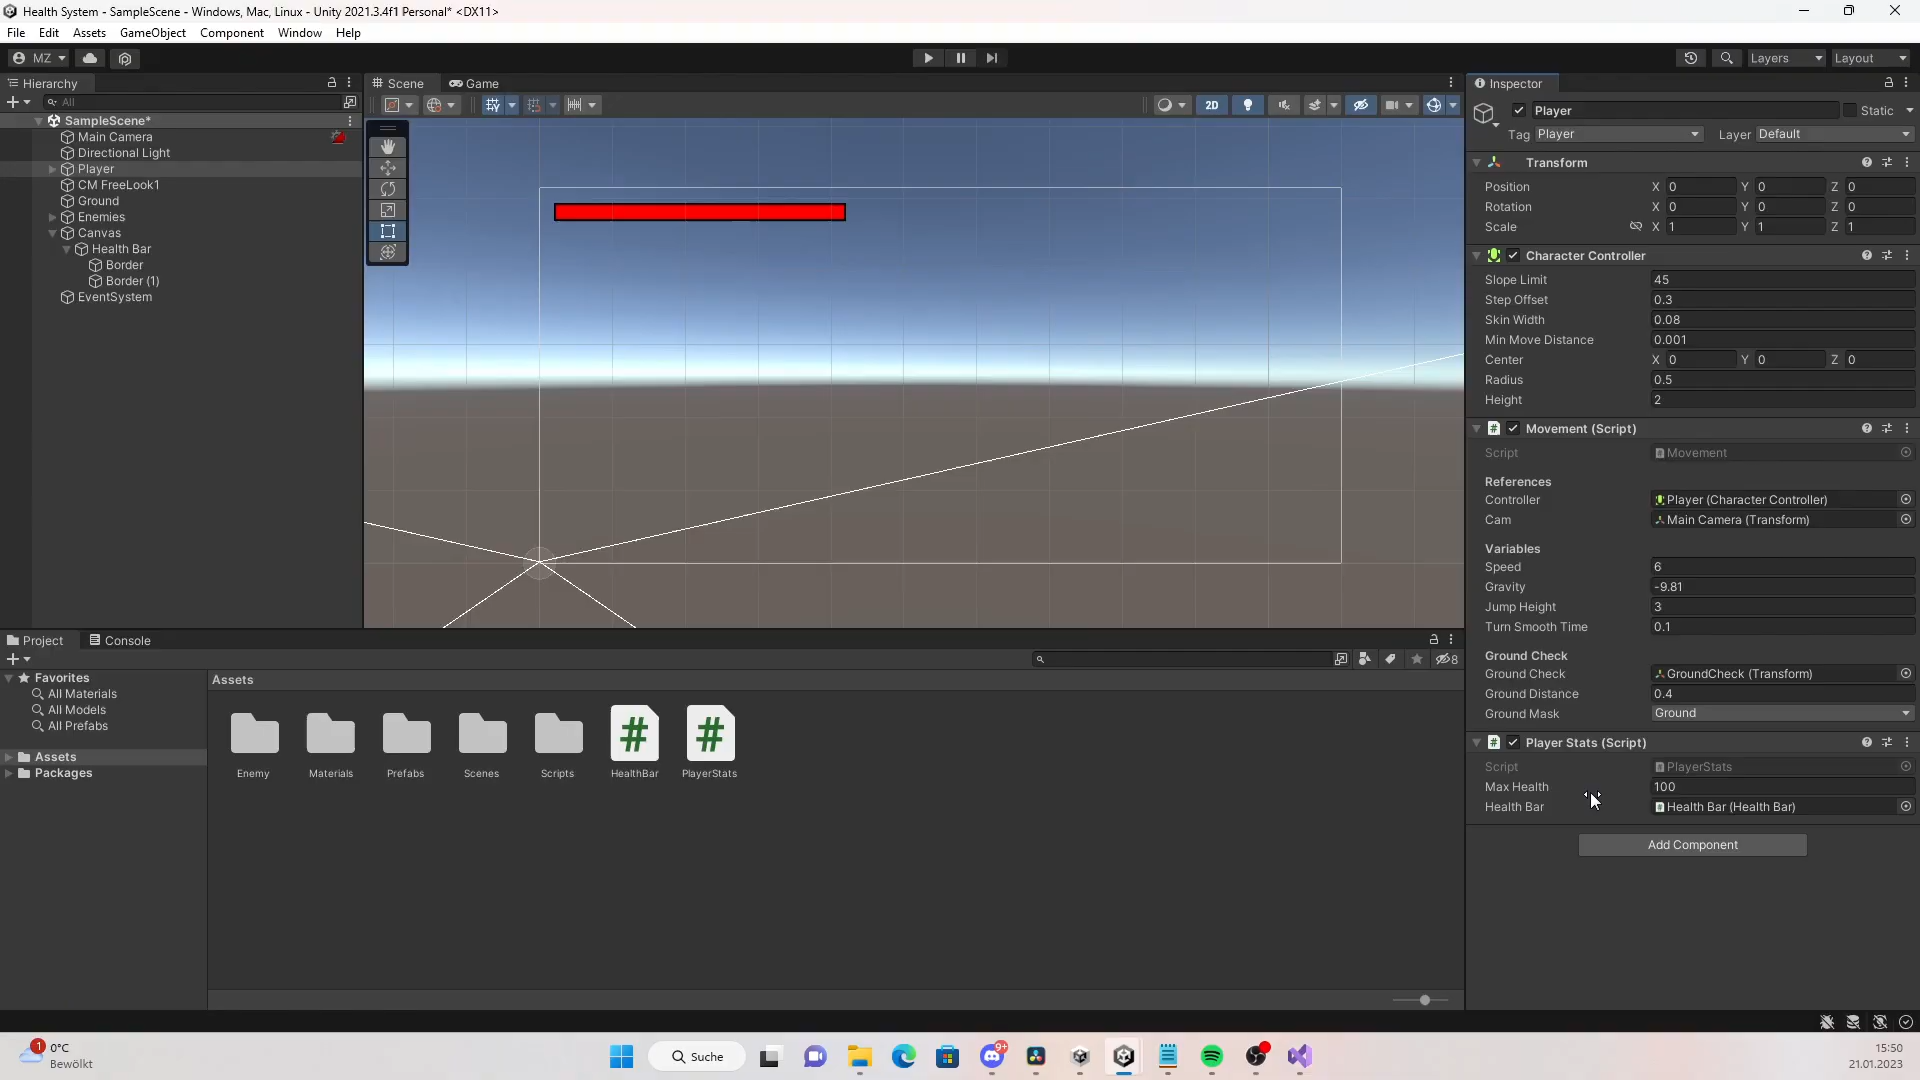 Health System - SampleScene - Windows, Mac, Linux - Unity 2021.3.4f1 Personal* <DX11>
File Edit Assets GameObject Component Window Help
MZ Layers Layout
Hierarchy
All
SampleScene*
Main Camera
Directional Light
Player
CM FreeLook1
Ground
Enemies
Canvas
Health Bar
Border
Border (1)
EventSystem
Scene Game
2D
Inspector
Player Static
Tag Player Layer Default
Transform
Position X 0 Y 0 Z 0
Rotation X 0 Y 0 Z 0
Scale X 1 Y 1 Z 1
Character Controller
Slope Limit 45
Step Offset 0.3
Skin Width 0.08
Min Move Distance 0.001
Center X 0 Y 0 Z 0
Radius 0.5
Height 2
Movement (Script)
Script Movement
References
Controller Player (Character Controller)
Cam Main Camera (Transform)
Variables
Speed 6
Gravity -9.81
Jump Height 3
Turn Smooth Time 0.1
Ground Check
Ground Check GroundCheck (Transform)
Ground Distance 0.4
Ground Mask Ground
Player Stats (Script)
Script PlayerStats
Max Health 100
Health Bar Health Bar (Health Bar)
Add Component
Project Console
8
Favorites
All Materials
All Models
All Prefabs
Assets
Packages
Assets
Enemy Materials Prefabs Scenes Scripts HealthBar PlayerStats
1
0°C
Bewölkt
Suche
9+
15:50
21.01.2023